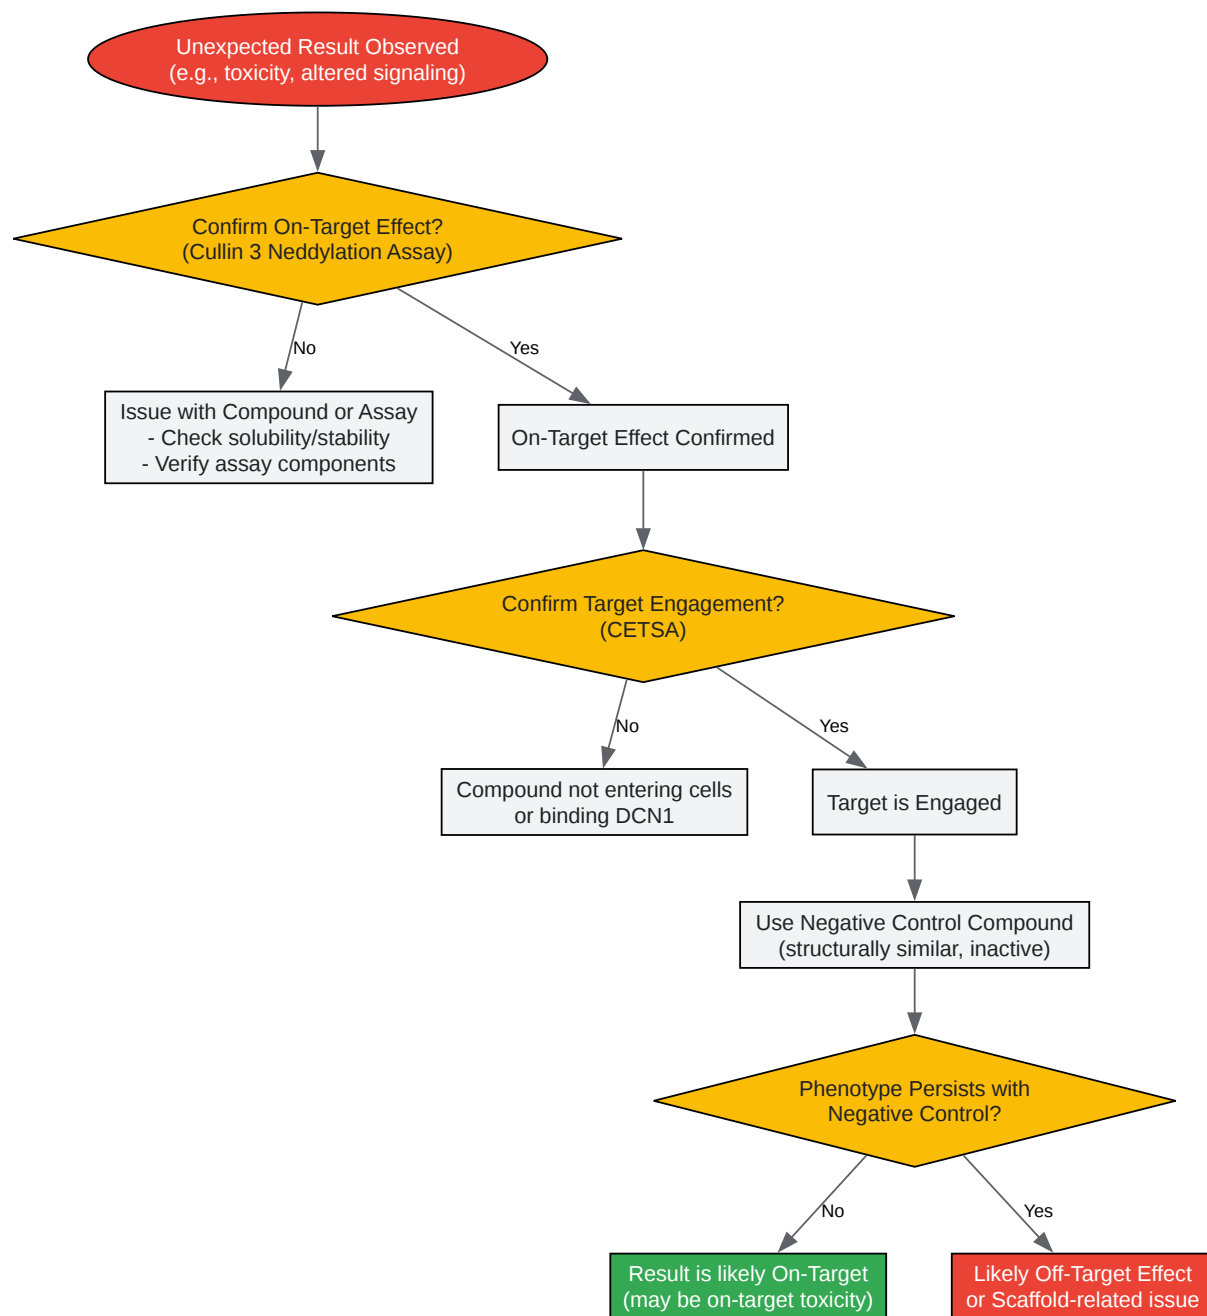 Unexpected Result Observed
(e.g., toxicity, altered signaling)
Confirm On-Target Effect?
(Cullin 3 Neddylation Assay)
No
Yes
Issue with Compound or Assay
- Check solubility/stability
- Verify assay components
On-Target Effect Confirmed
Confirm Target Engagement?
(CETSA)
No
Yes
Compound not entering cells
or binding DCN1
Target is Engaged
Use Negative Control Compound
(structurally similar, inactive)
Phenotype Persists with
Negative Control?
No
Yes
Result is likely On-Target
(may be on-target toxicity)
Likely Off-Target Effect
or Scaffold-related issue